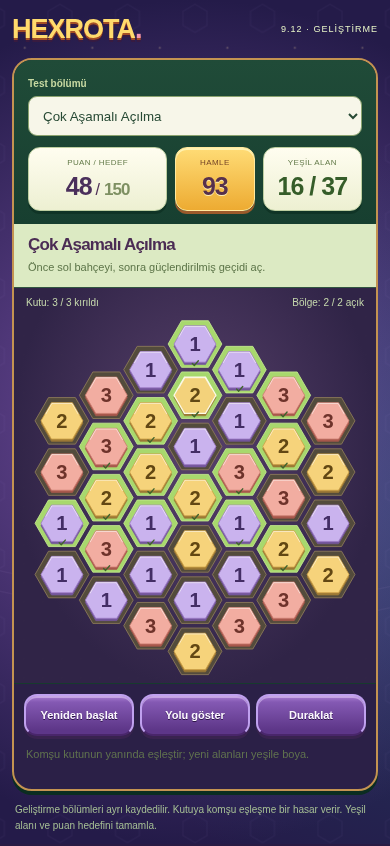 HEXROTA.
9.12 · GELİŞTİRME
Test bölümü
Çok Aşamalı Açılma
PUAN / HEDEF
48 / 150
HAMLE
93
YEŞİL ALAN
16 / 37
Çok Aşamalı Açılma
Önce sol bahçeyi, sonra güçlendirilmiş geçidi aç.
Kutu: 3 / 3 kırıldı
Bölge: 2 / 2 açık
1
1 1
3 2 3
2 2 1 3
1
3 2 2
3 2 3 2
2
2 3
1 1 1 1
3 2 2
1 1 1 2
1 1 3
3 3
2
Yeniden başlat
Yolu göster
Duraklat
Komşu kutunun yanında eşleştir; yeni alanları yeşile boya.
Geliştirme bölümleri ayrı kaydedilir. Kutuya komşu eşleşme bir hasar verir. Yeşil
alanı ve puan hedefini tamamla.